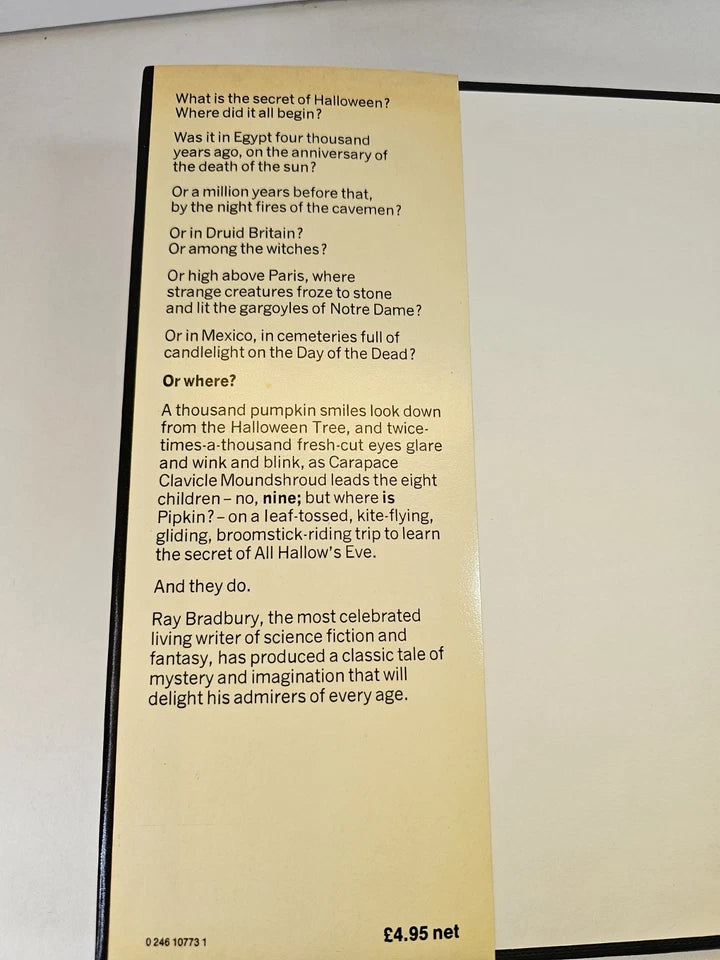 What is the secret of Halloween?
Where did it all begin?
Was it in Egypt four thousand
years ago, on the anniversary of
the death of the sun?
Or a million years before that,
by the night fires of the cavemen?
Or in Druid Britain?
Or among the witches?
Or high above Paris, where
strange creatures froze to stone
and lit the gargoyles of Notre Dame?
Or in Mexico, in cemeteries full of
candlelight on the Day of the Dead?
Or where?
A thousand pumpkin smiles look down
from the Halloween Tree, and twice-
times-a-thousand fresh-cut eyes glare
and wink and blink, as Carapace
Clavicle Moundshroud leads the eight
children – no, nine; but where is
Pipkin? – on a leaf-tossed, kite-flying,
gliding, broomstick-riding trip to learn
the secret of All Hallow's Eve.
And they do.
Ray Bradbury, the most celebrated
living writer of science fiction and
fantasy, has produced a classic tale of
mystery and imagination that will
delight his admirers of every age.
0 246 10773 1
£4.95 net